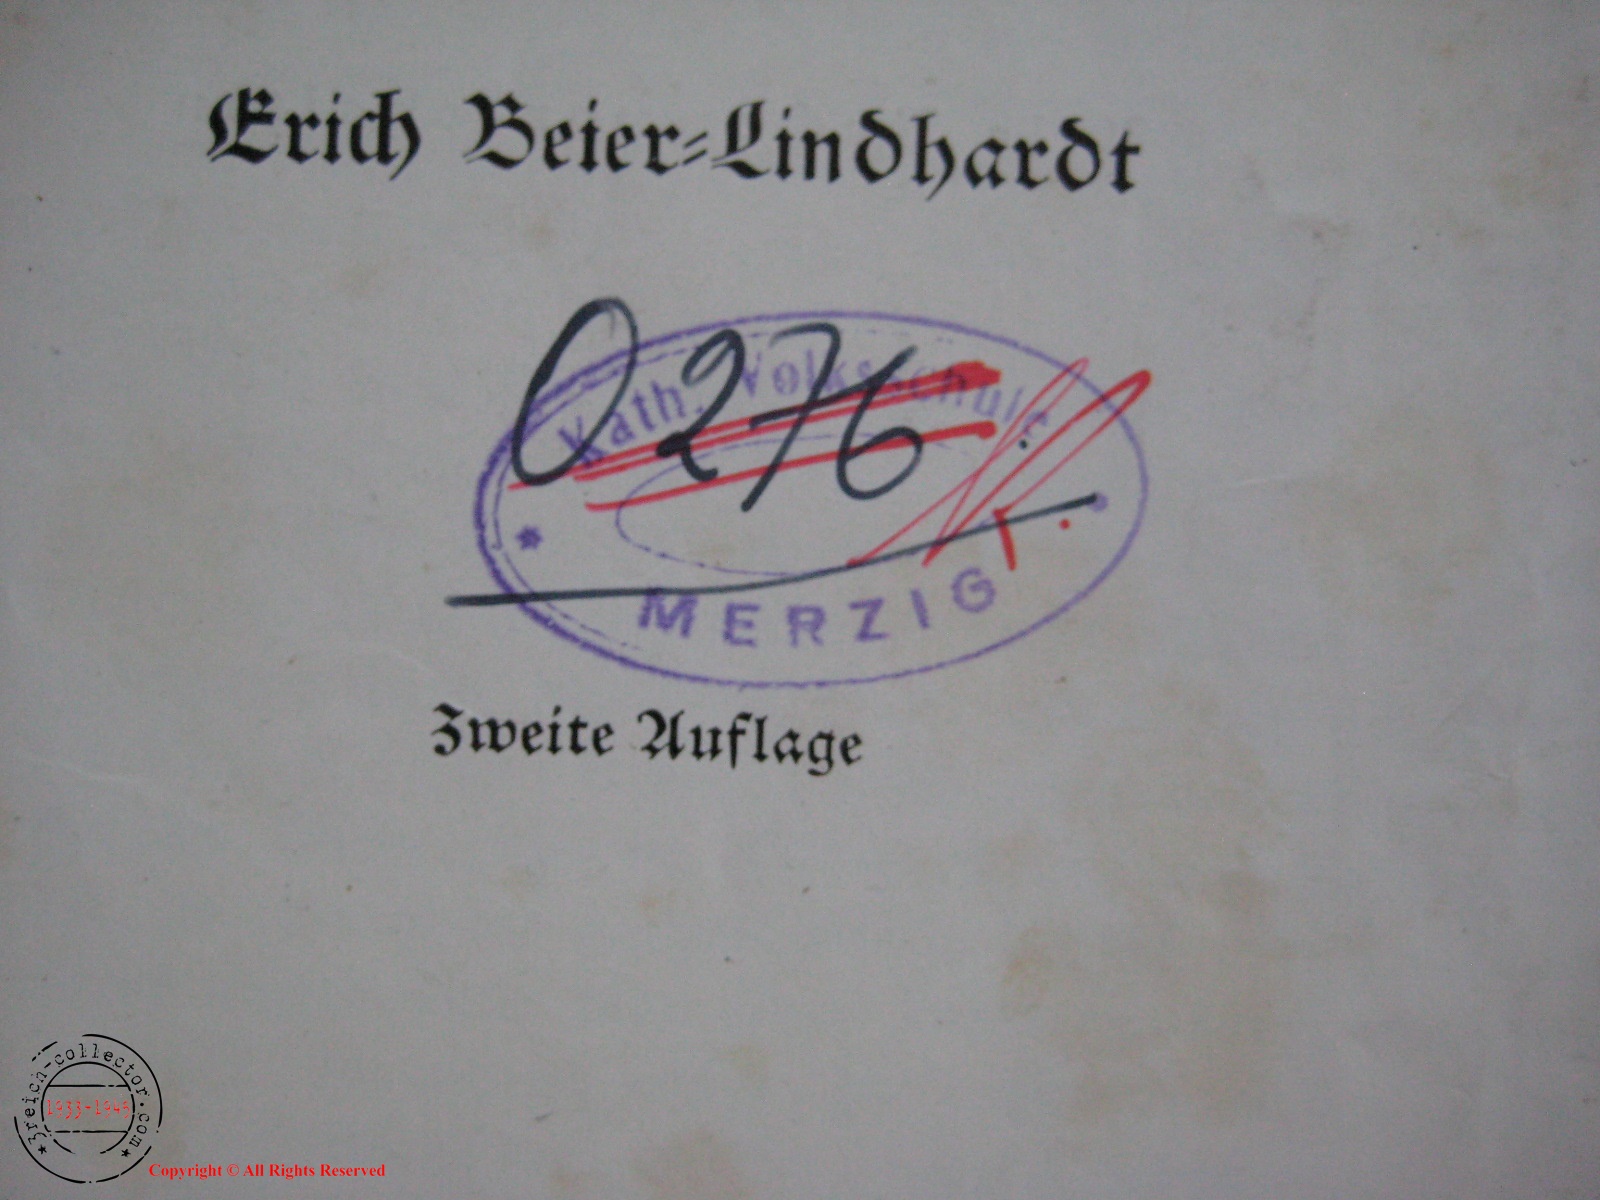 Erich Beier-Lindhardt
0276
Kath. Volksschule
MERZIG
Zweite Auflage
3reich-collector.com
1933-1945
Copyright © All Rights Reserved